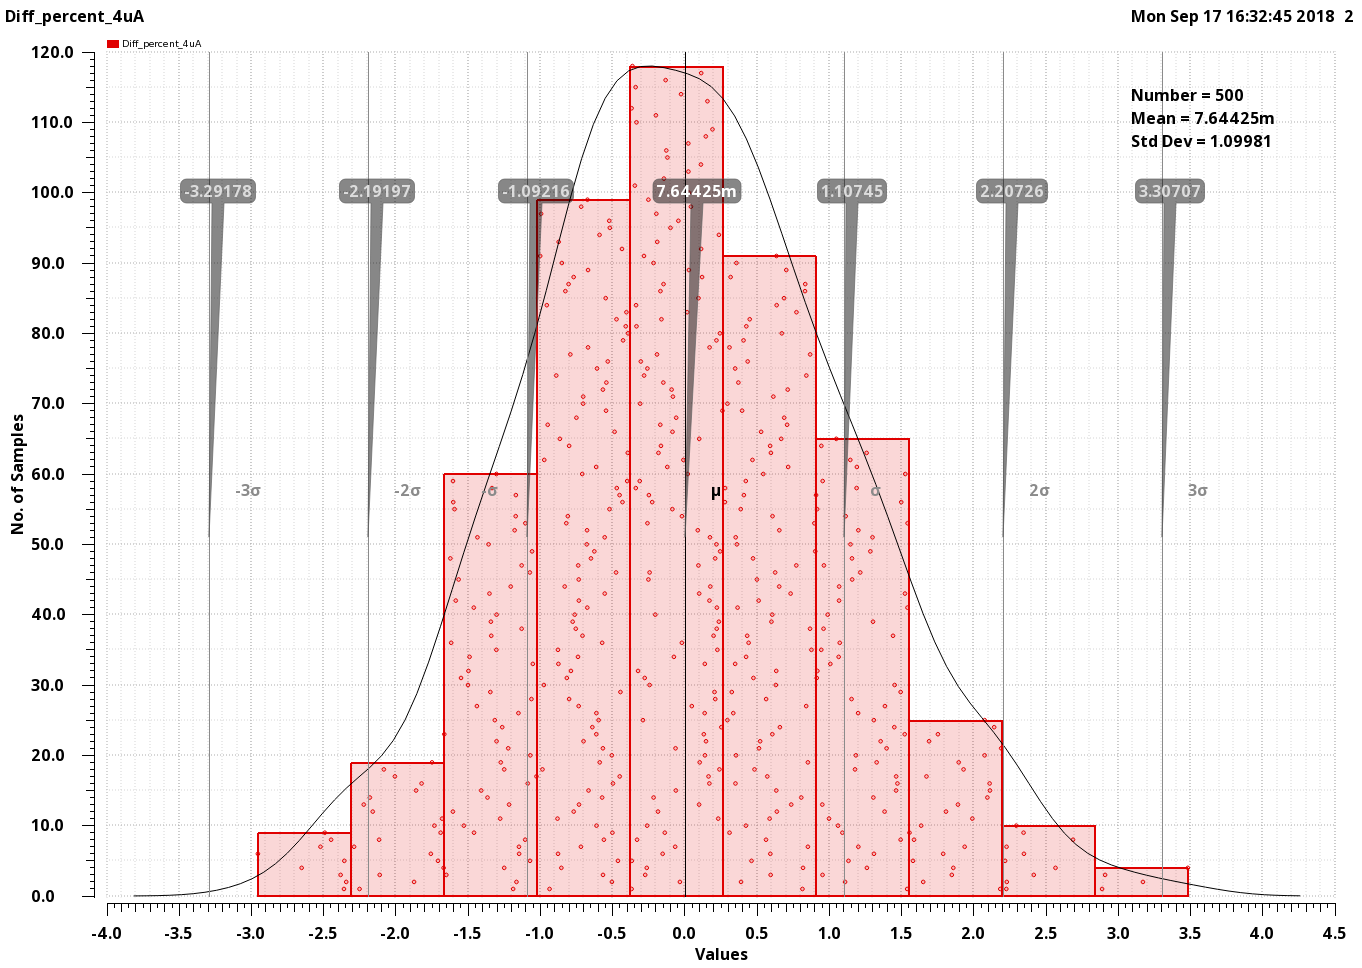 Diff_percent_4uA
Mon Sep 17 16:32:45 2018 2
Diff_percent_4uA
Number = 500
Mean = 7.64425m
Std Dev = 1.09981
120.0
110.0
100.0
90.0
80.0
70.0
60.0
50.0
40.0
30.0
20.0
10.0
0.0
No. of Samples
-3.29178
-2.19197
-1.09216
7.64425m
1.10745
2.20726
3.30707
-3σ
-2σ
-σ
μ
σ
2σ
3σ
-4.0 -3.5 -3.0 -2.5 -2.0 -1.5 -1.0 -0.5 0.0 0.5 1.0 1.5 2.0 2.5 3.0 3.5 4.0 4.5
Values